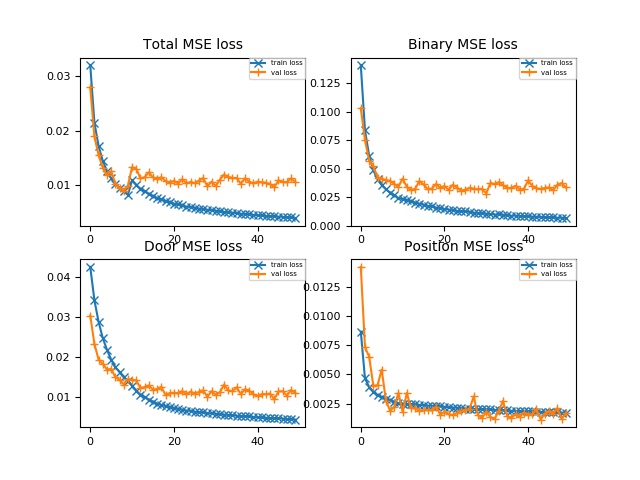 Total MSE loss
Binary MSE loss
0.03
0.02
0.01
0
20
40
train loss
val loss
0.125
0.100
0.075
0.050
0.025
0.000
0
20
40
train loss
val loss
Door MSE loss
Position MSE loss
0.04
0.03
0.02
0.01
0
20
40
train loss
val loss
0.0125
0.0100
0.0075
0.0050
0.0025
0
20
40
train loss
val loss